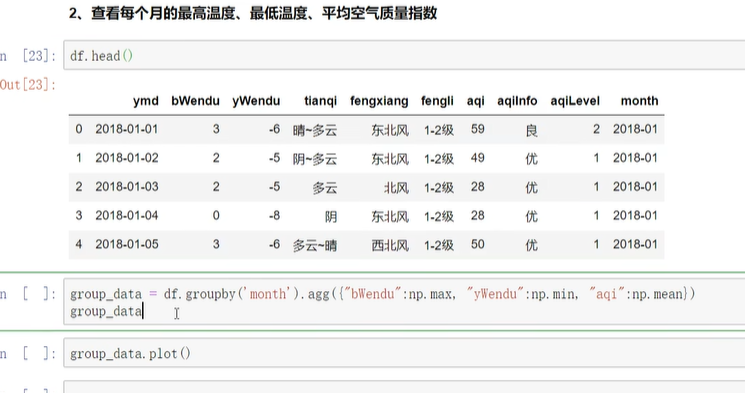 2、查看每个月的最高温度、最低温度、平均空气质量指数
n [23]: df.head()
Out[23]:
ymd bWendu yWendu tianqi fengxiang fengli aqi aqiInfo aqiLevel month
0 2018-01-01 3 -6 晴~多云 东北风 1-2级 59 良 2 2018-01
1 2018-01-02 2 -5 阴~多云 东北风 1-2级 49 优 1 2018-01
2 2018-01-03 2 -5 多云 北风 1-2级 28 优 1 2018-01
3 2018-01-04 0 -8 阴 东北风 1-2级 28 优 1 2018-01
4 2018-01-05 3 -6 多云~晴 西北风 1-2级 50 优 1 2018-01
n [ ]: group_data = df.groupby('month').agg({"bWendu":np.max, "yWendu":np.min, "aqi":np.mean})
group_data
n [ ]: group_data.plot()